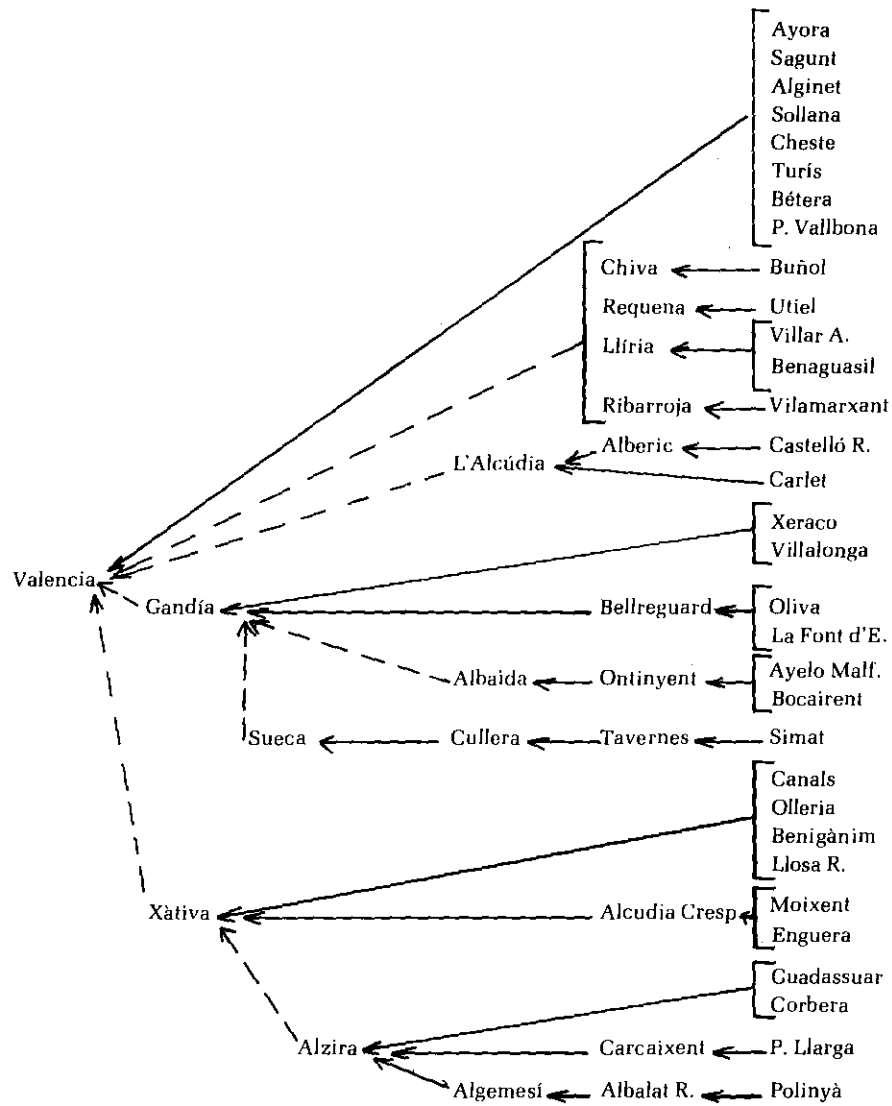 Ayora
Sagunt
Alginet
Sollana
Cheste
Turís
Bétera
P. Vallbona
Chiva Buñol
Requena Utiel
Villar A.
Llíria
Benaguasil
Ribarroja Vilamarxant
Alberic Castelló R.
L'Alcúdia
Carlet
Xeraco
Villalonga
Valencia
Gandía Bellreguard Oliva
La Font d'E.
Albaida Ontinyent Ayelo Malf.
Bocairent
Sueca Cullera Tavernes Simat
Canals
Olleria
Benigànim
Llosa R.
Xàtiva Alcudia Cresp Moixent
Enguera
Guadassuar
Corbera
Alzira Carcaixent P. Llarga
Algemesí Albalat R. Polinyà